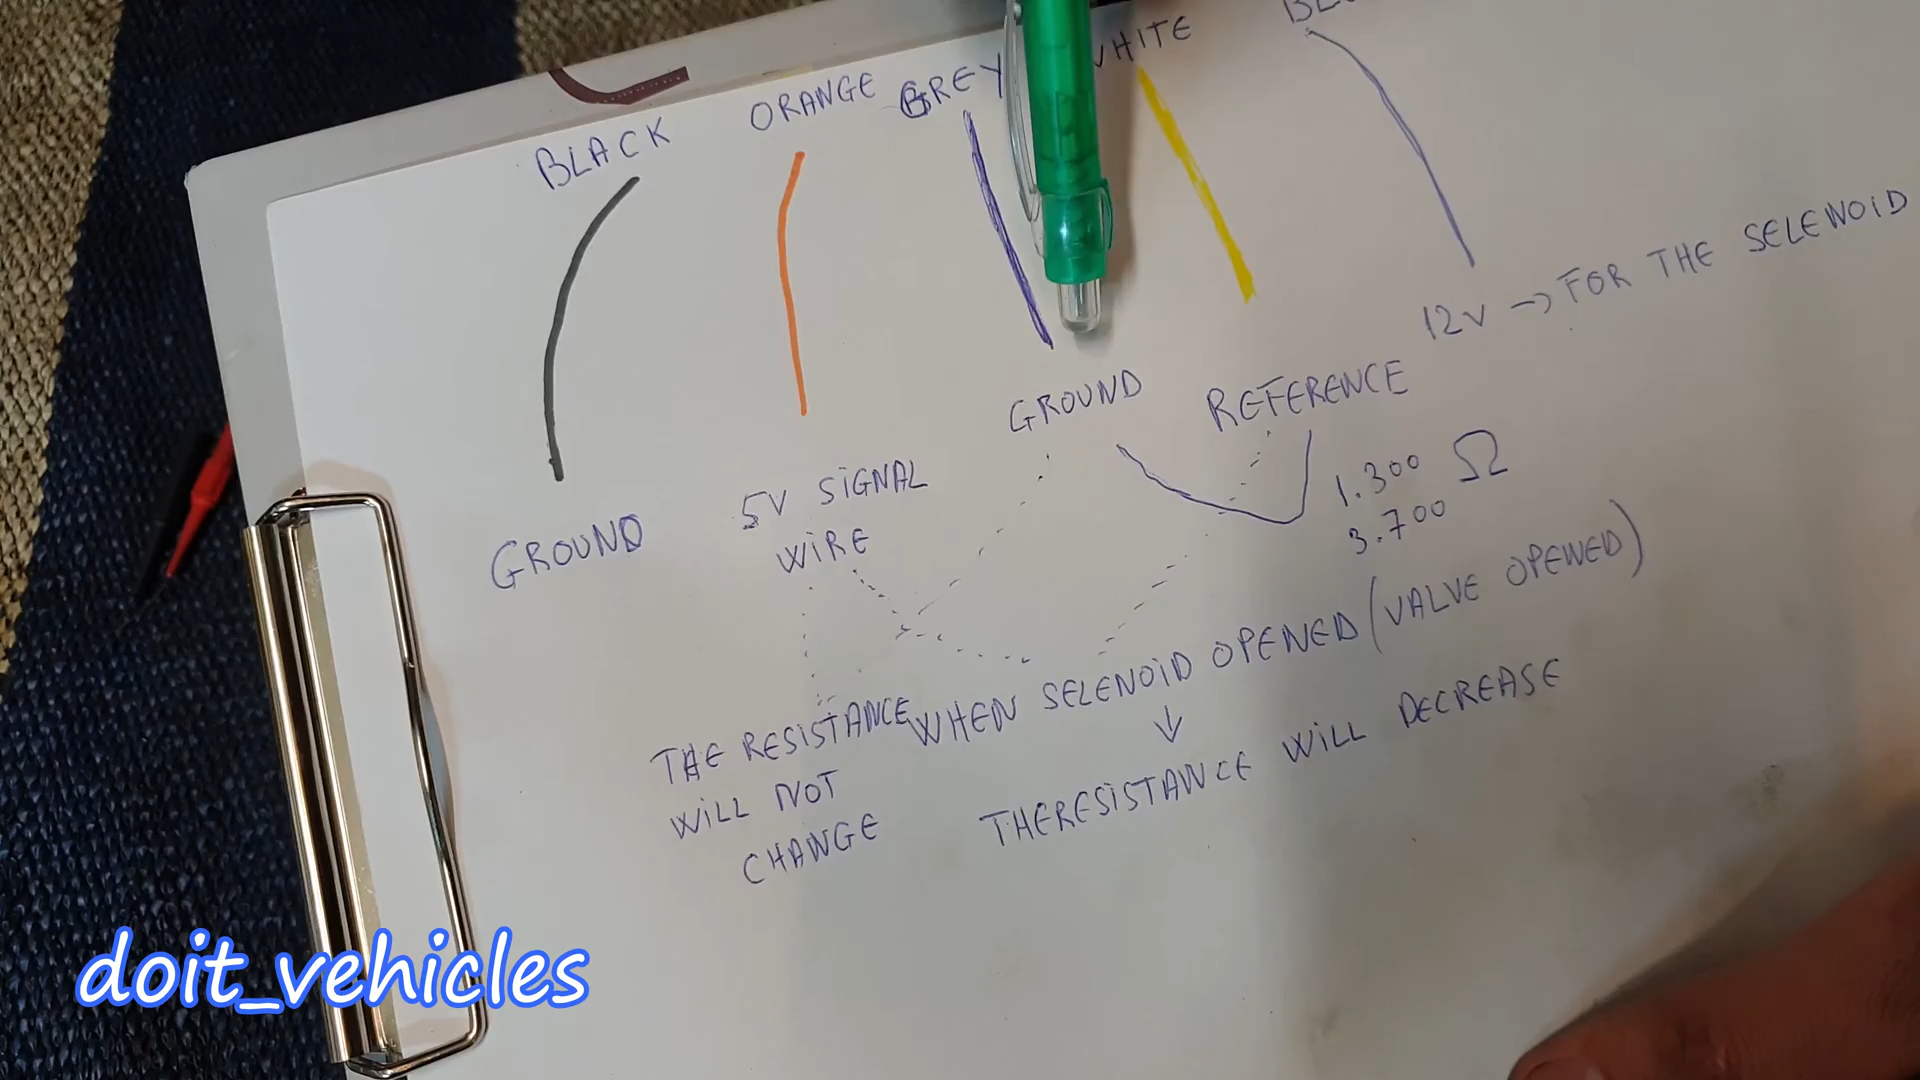 BLACK
ORANGE
GREY
WHITE
GROUND
5V SIGNAL
WIRE
GROUND
REFERENCE
12V -> FOR THE SELENOID
1.300 Ω
3.700
THE RESISTANCE
WILL NOT
CHANGE
WHEN SELENOID OPENED (VALVE OPENED)
THERESISTANCE WILL DECREASE
doit_vehicles